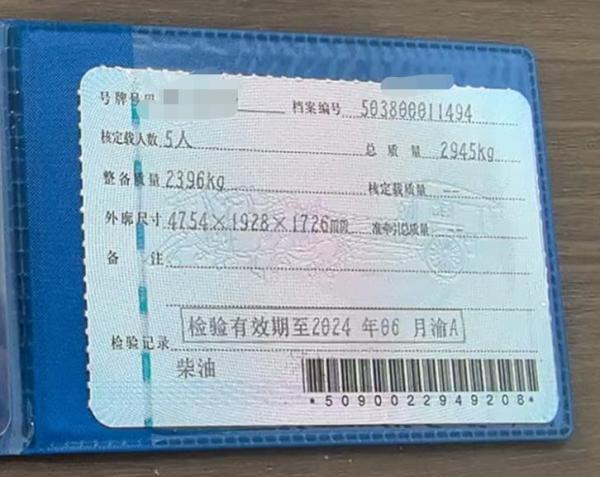 号牌号码 档案编号 503800011494
核定载人数 5人 总质量 2945kg
整备质量 2396kg 核定载质量 --
外廓尺寸 4754×1928×1726mm 准牵引总质量 --
备注
检验记录 检验有效期至2024 年06 月渝A
柴油
*5090022949208*